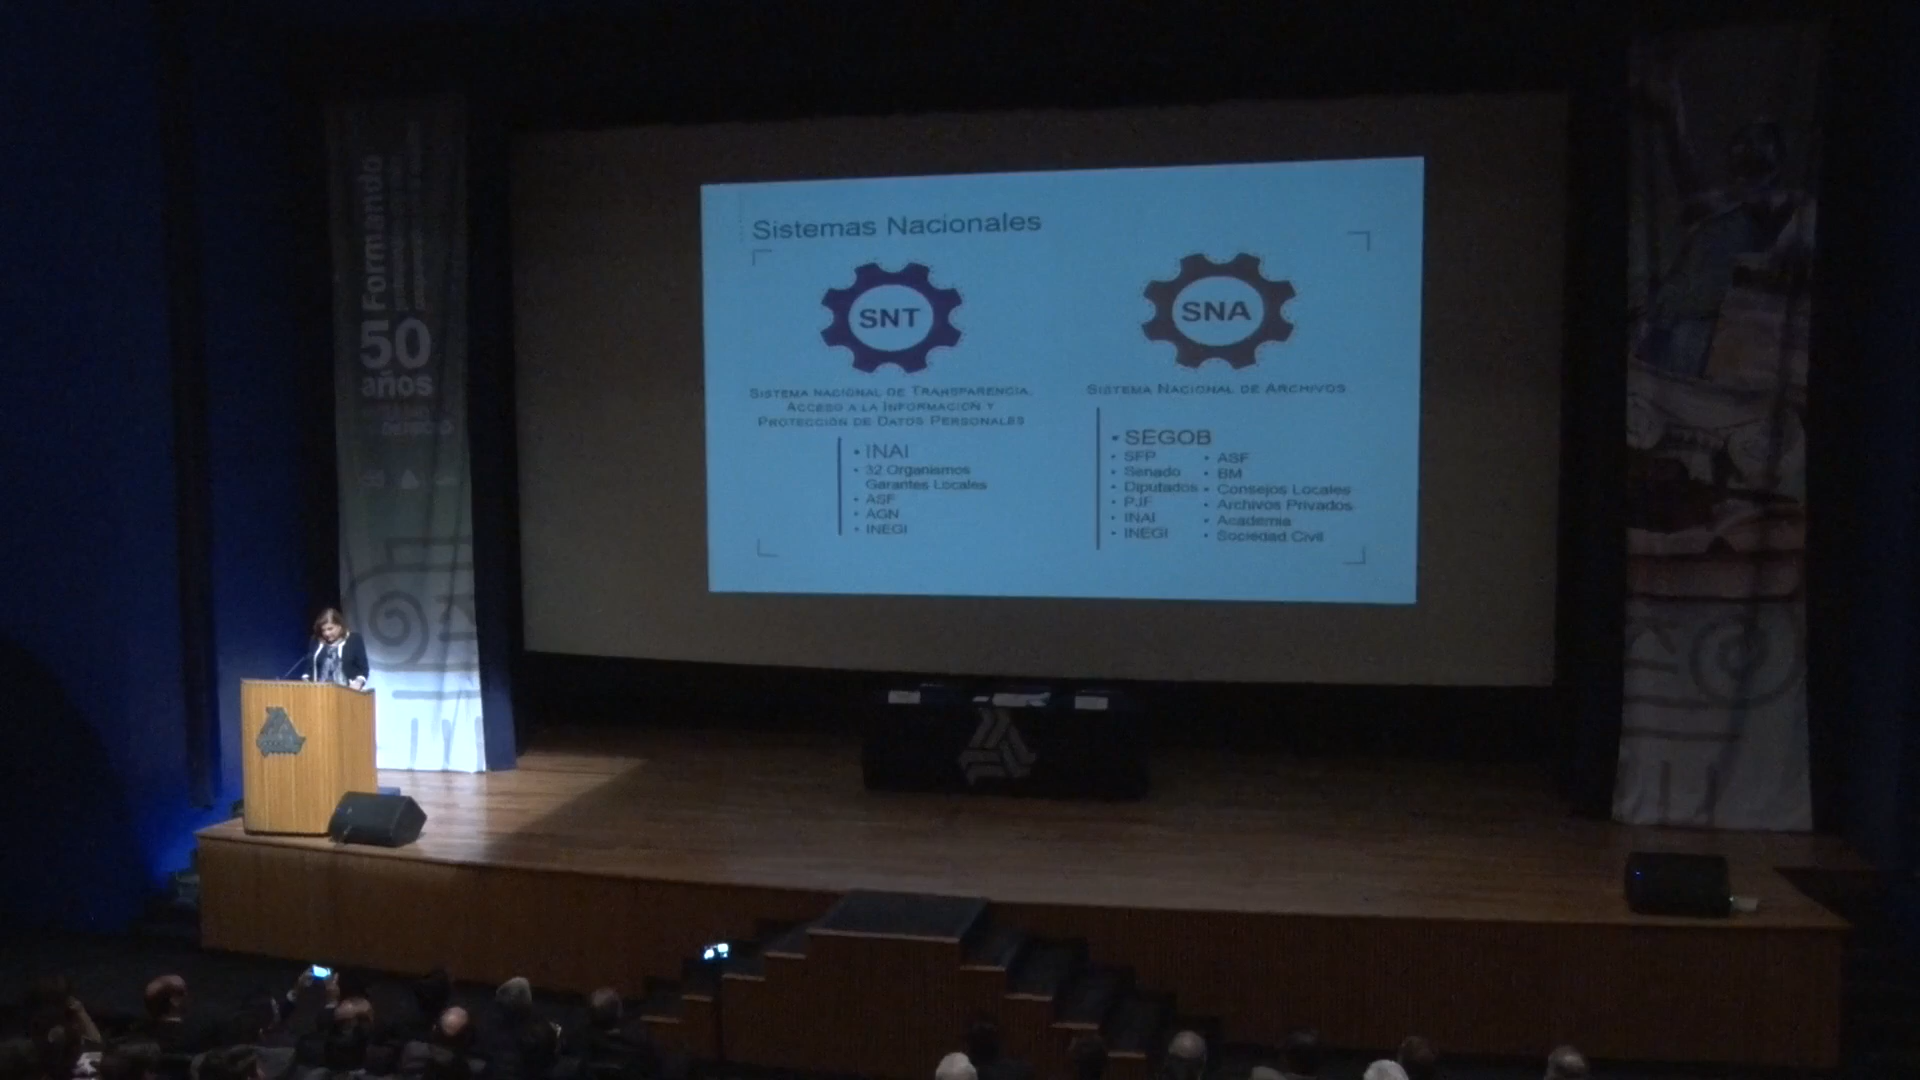 Formando
50
años
Sistemas Nacionales
SNT
SISTEMA NACIONAL DE TRANSPARENCIA,
ACCESO A LA INFORMACIÓN Y
PROTECCIÓN DE DATOS PERSONALES
• INAI
• 32 Organismos
Garantes Locales
• ASF
• AGN
• INEGI
SNA
SISTEMA NACIONAL DE ARCHIVOS
• SEGOB
• SFP
• Senado
• Diputados
• PJF
• INAI
• INEGI
• ASF
• BM
• Consejos Locales
• Archivos Privados
• Academia
• Sociedad Civil